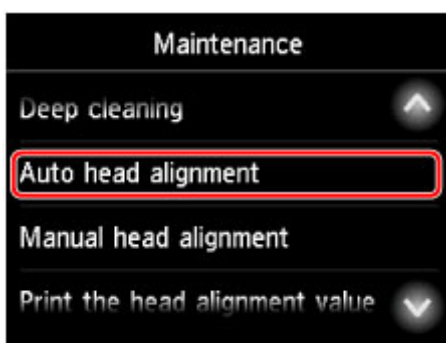 Maintenance
Deep cleaning
Auto head alignment
Manual head alignment
Print the head alignment value